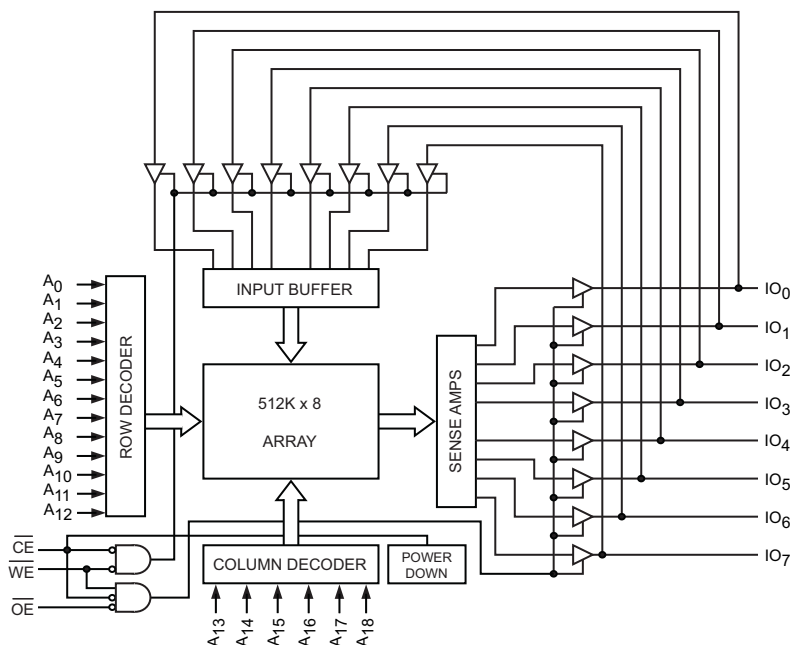 INPUT BUFFER
A0
A1
A2
A3
A4
A5
A6
A7
A8
A9
A10
A11
A12
ROW DECODER
512K x 8
ARRAY
SENSE AMPS
IO0
IO1
IO2
IO3
IO4
IO5
IO6
IO7
CE
WE
OE
COLUMN DECODER
POWER
DOWN
A13
A14
A15
A16
A17
A18